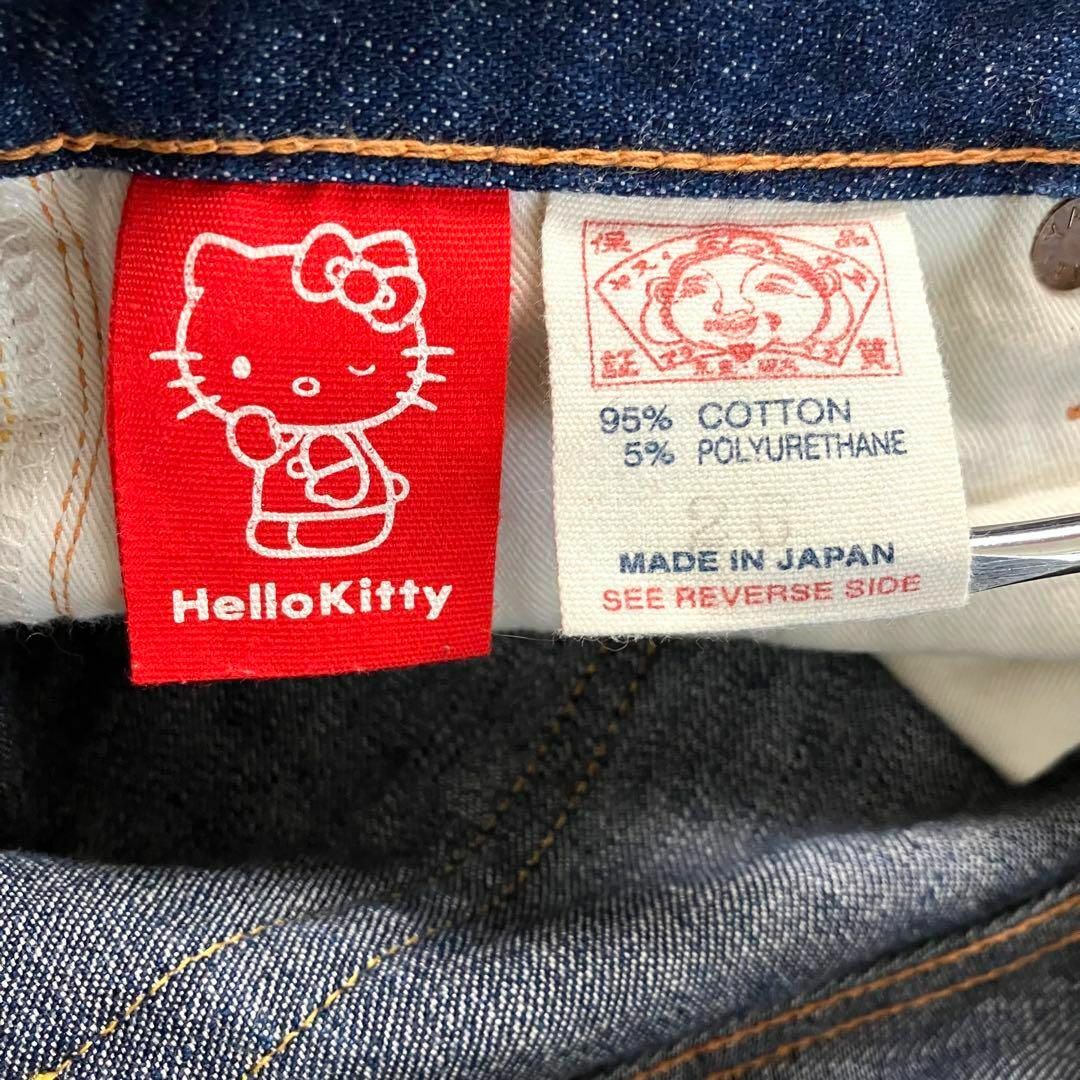 HelloKitty
保 品
証 質
95% COTTON
5% POLYURETHANE
MADE IN JAPAN
SEE REVERSE SIDE